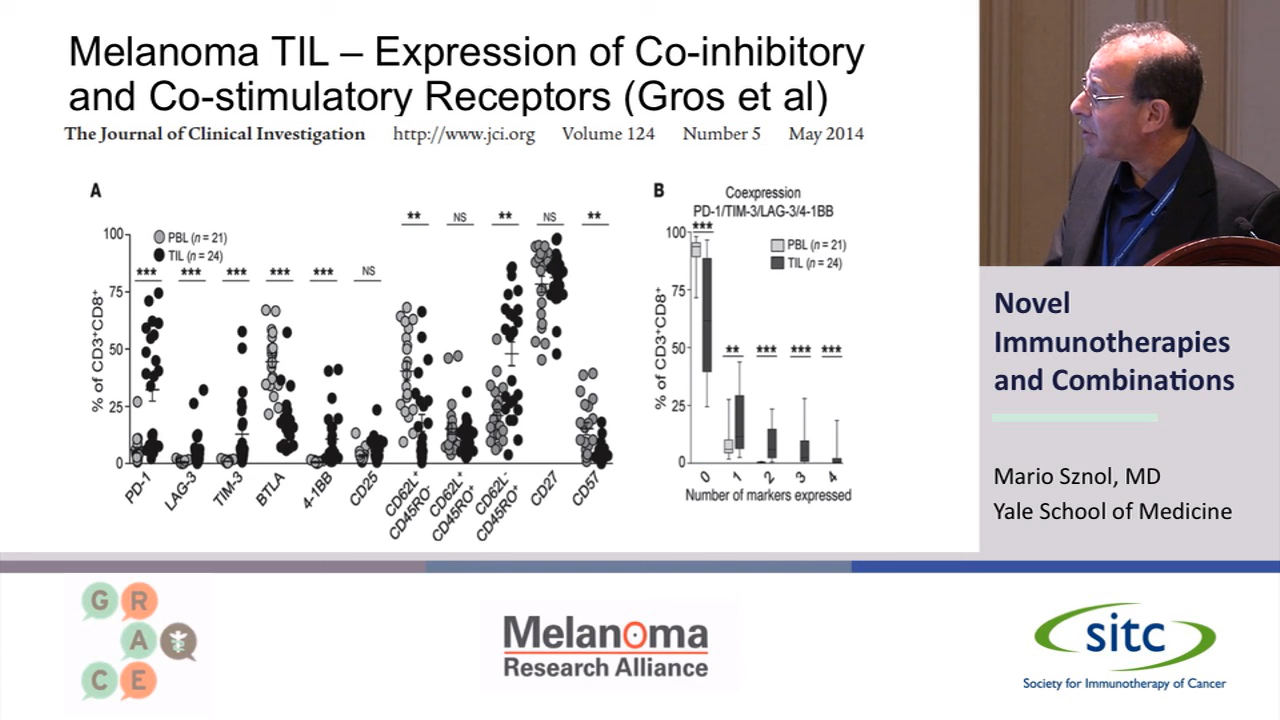 Melanoma TIL – Expression of Co-inhibitory
and Co-stimulatory Receptors (Gros et al)
The Journal of Clinical Investigation http://www.jci.org Volume 124 Number 5 May 2014
A
PBL (n = 21)
TIL (n = 24)
*** *** *** *** *** NS ** NS ** NS **
% of CD3+CD8+
100
75
50
25
0
PD-1
LAG-3
TIM-3
BTLA
4-1BB
CD25
CD62L+
CD45RO-
CD62L+
CD45RO+
CD62L-
CD45RO+
CD27
CD57
B
Coexpression
PD-1/TIM-3/LAG-3/4-1BB
PBL (n = 21)
TIL (n = 24)
*** ** *** *** ***
% of CD3+CD8+
100
75
50
25
0
0 1 2 3 4
Number of markers expressed
Novel
Immunotherapies
and Combinations
Mario Sznol, MD
Yale School of Medicine
G R
A
C E
Melanoma
Research Alliance
sitc
Society for Immunotherapy of Cancer